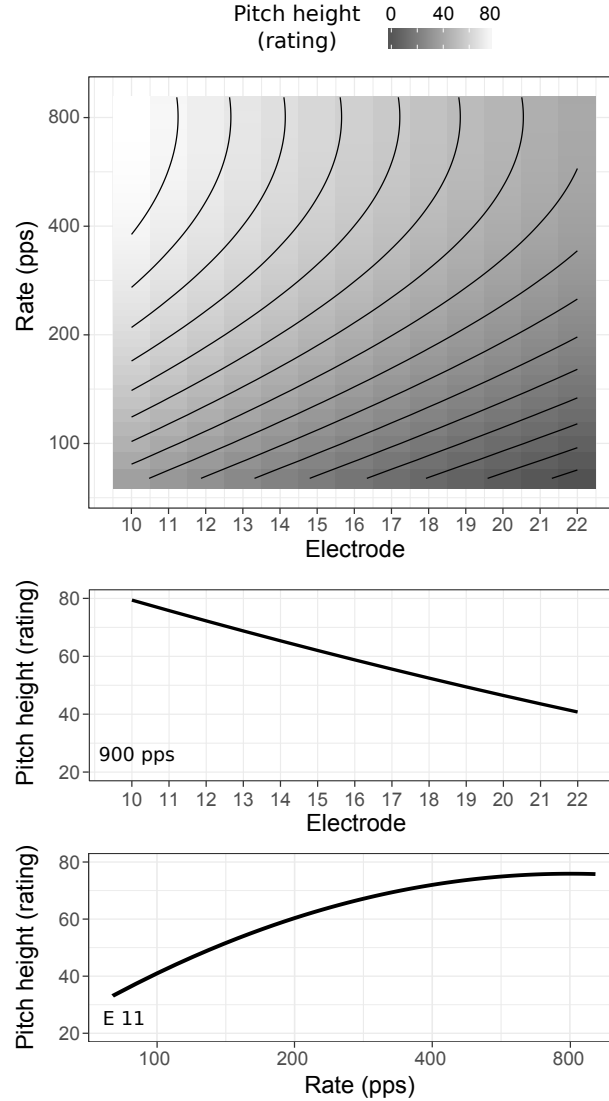 Pitch height
(rating)
0 40 80
Rate (pps)
800
400
200
100
10 11 12 13 14 15 16 17 18 19 20 21 22
Electrode
Pitch height (rating)
80
60
40
20
900 pps
10 11 12 13 14 15 16 17 18 19 20 21 22
Electrode
Pitch height (rating)
80
60
40
20
E 11
100 200 400 800
Rate (pps)